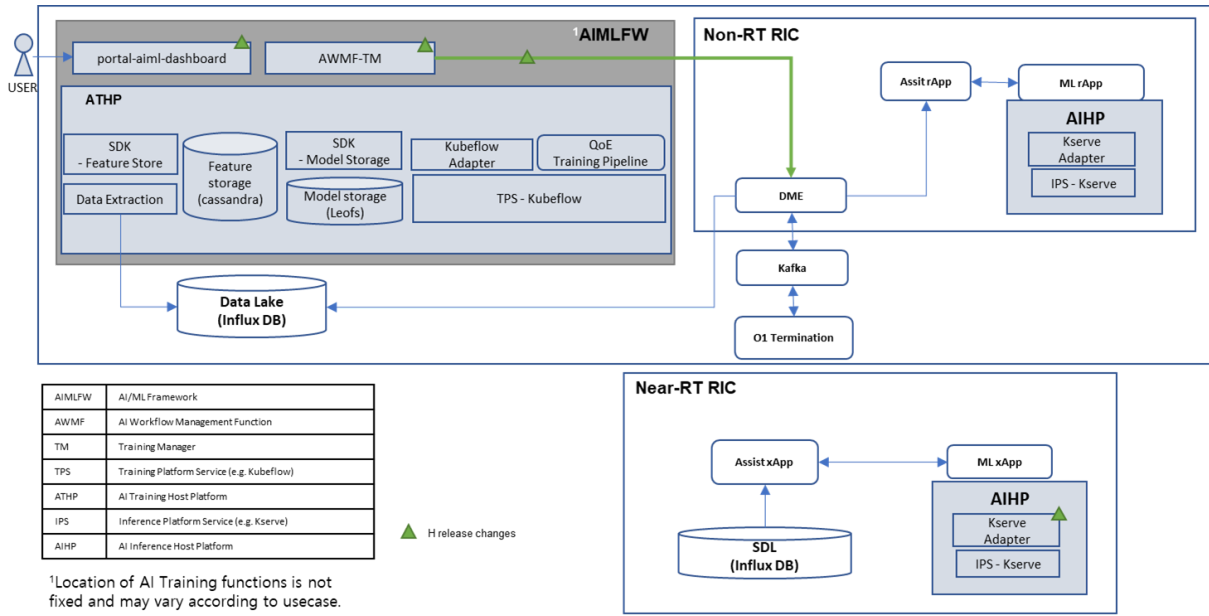 USER
¹AIMLFW
portal-aiml-dashboard
AWMF-TM
ATHP
SDK
- Feature Store
Data Extraction
Feature
storage
(cassandra)
SDK
- Model Storage
Model storage
(Leofs)
Kubeflow
Adapter
QoE
Training Pipeline
TPS - Kubeflow
Data Lake
(Influx DB)
Non-RT RIC
Assit rApp
ML rApp
AIHP
Kserve
Adapter
IPS - Kserve
DME
Kafka
O1 Termination
AIMLFW AI/ML Framework
AWMF AI Workflow Management Function
TM Training Manager
TPS Training Platform Service (e.g. Kubeflow)
ATHP AI Training Host Platform
IPS Inference Platform Service (e.g. Kserve)
AIHP AI Inference Host Platform
H release changes
¹Location of AI Training functions is not
fixed and may vary according to usecase.
Near-RT RIC
Assist xApp
ML xApp
SDL
(Influx DB)
AIHP
Kserve
Adapter
IPS - Kserve